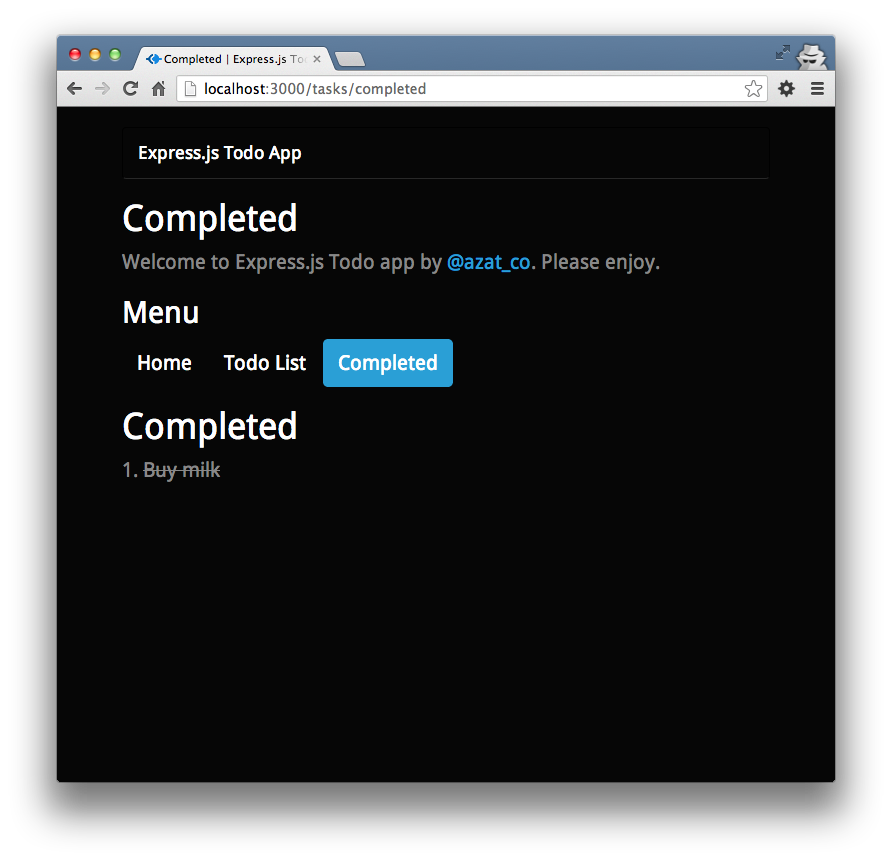 Completed | Express.js To
localhost:3000/tasks/completed
Express.js Todo App
Completed
Welcome to Express.js Todo app by @azat_co. Please enjoy.
Menu
Home Todo List Completed
Completed
1. Buy milk